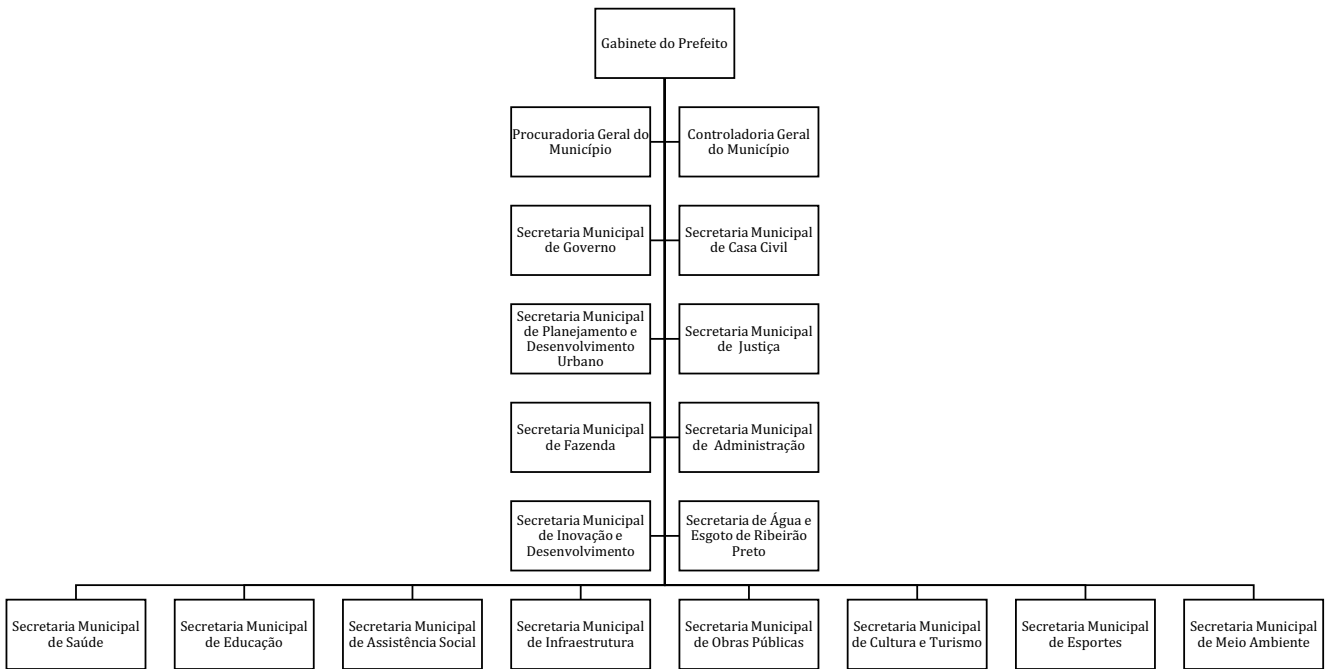 Gabinete do Prefeito
Procuradoria Geral do
Município
Controladoria Geral
do Município
Secretaria Municipal
de Governo
Secretaria Municipal
de Casa Civil
Secretaria Municipal
de Planejamento e
Desenvolvimento
Urbano
Secretaria Municipal
de Justiça
Secretaria Municipal
de Fazenda
Secretaria Municipal
de Administração
Secretaria Municipal
de Inovação e
Desenvolvimento
Secretaria de Água e
Esgoto de Ribeirão
Preto
Secretaria Municipal
de Saúde
Secretaria Municipal
de Educação
Secretaria Municipal
de Assistência Social
Secretaria Municipal
de Infraestrutura
Secretaria Municipal
de Obras Públicas
Secretaria Municipal
de Cultura e Turismo
Secretaria Municipal
de Esportes
Secretaria Municipal
de Meio Ambiente